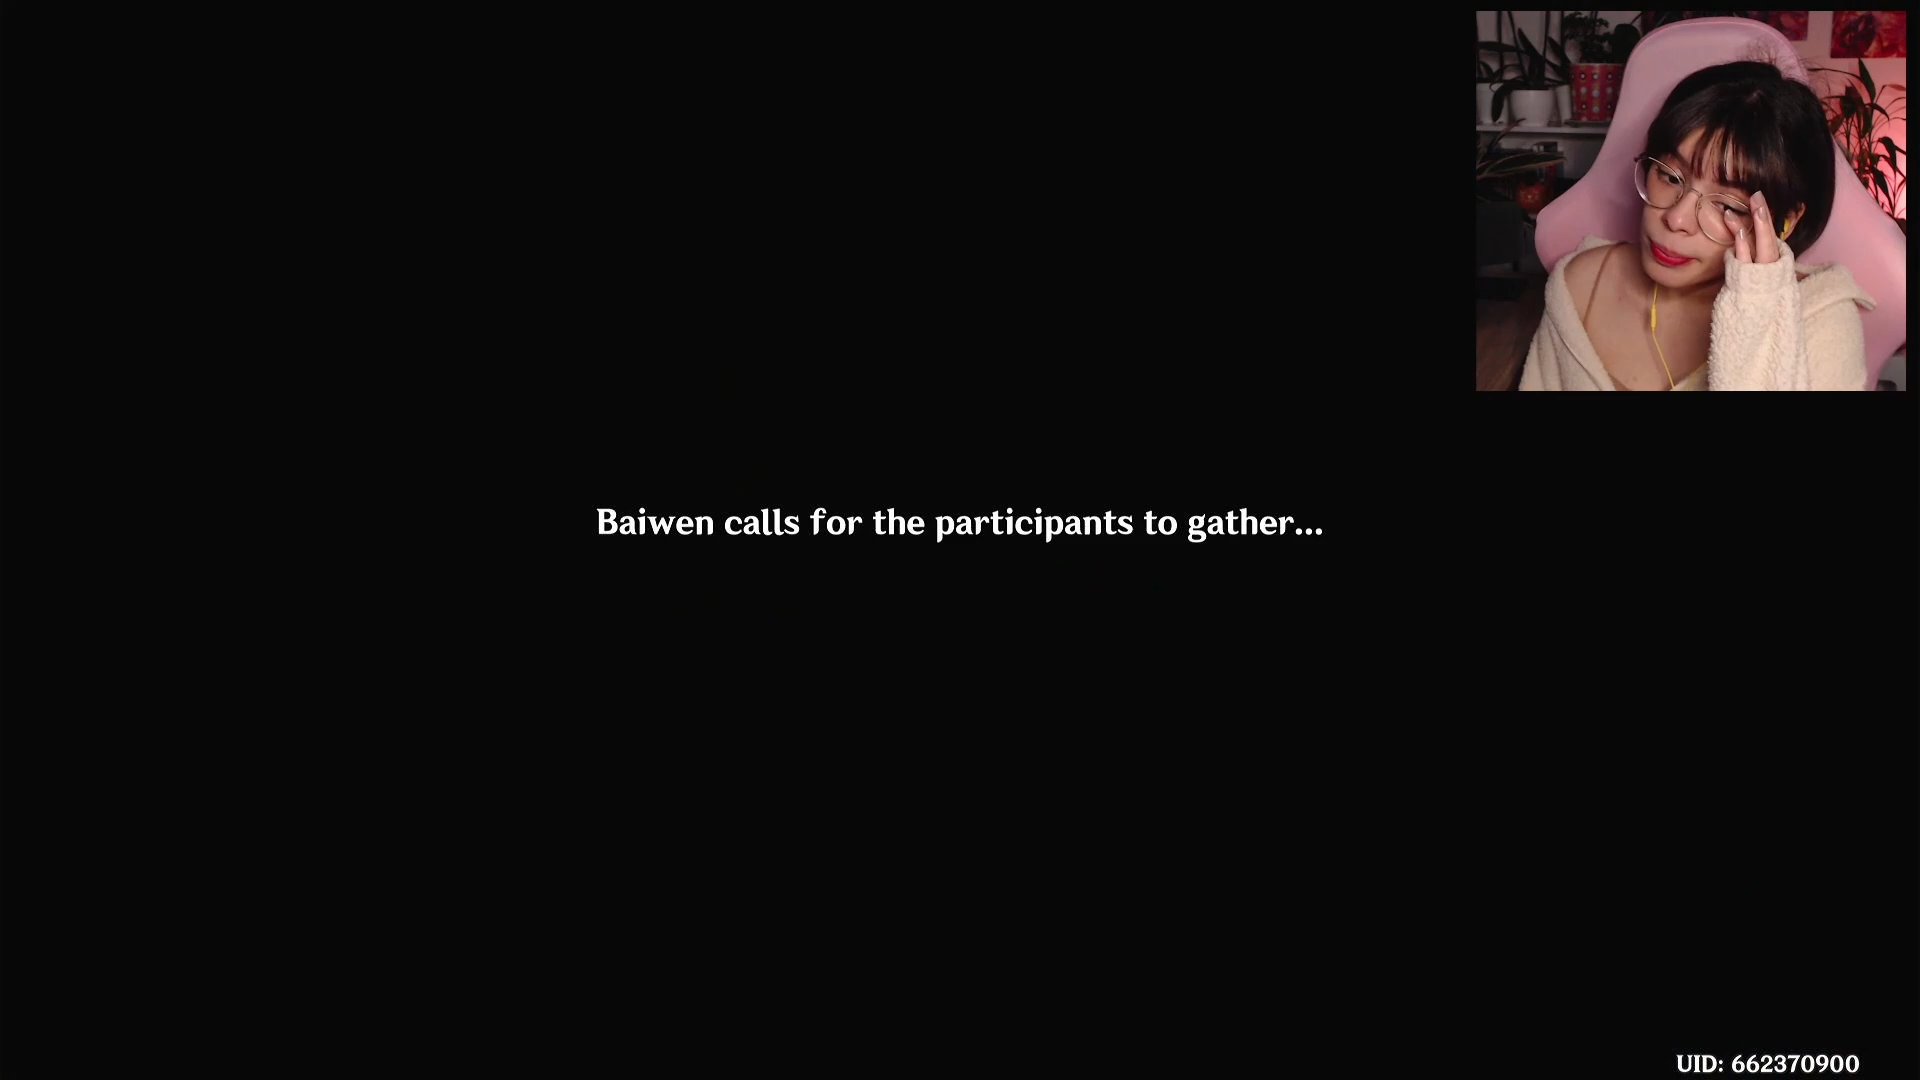 Baiwen calls for the participants to gather...
UID: 662370900